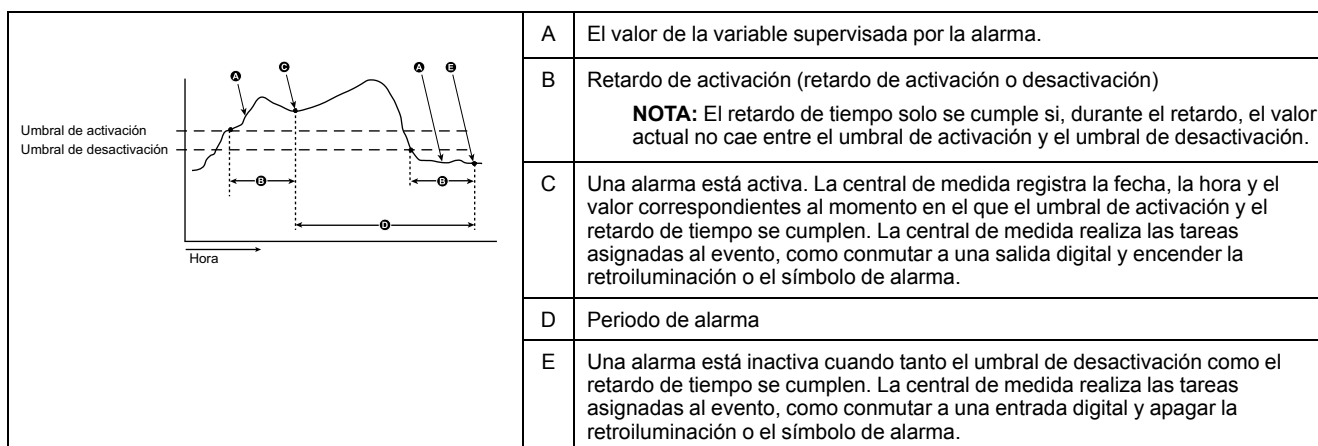 A
C
A
E
Umbral de activación
Umbral de desactivación
B
B
D
Hora
A
El valor de la variable supervisada por la alarma.
B
Retardo de activación (retardo de activación o desactivación)
NOTA: El retardo de tiempo solo se cumple si, durante el retardo, el valor
actual no cae entre el umbral de activación y el umbral de desactivación.
C
Una alarma está activa. La central de medida registra la fecha, la hora y el
valor correspondientes al momento en el que el umbral de activación y el
retardo de tiempo se cumplen. La central de medida realiza las tareas
asignadas al evento, como conmutar a una salida digital y encender la
retroiluminación o el símbolo de alarma.
D
Periodo de alarma
E
Una alarma está inactiva cuando tanto el umbral de desactivación como el
retardo de tiempo se cumplen. La central de medida realiza las tareas
asignadas al evento, como conmutar a una entrada digital y apagar la
retroiluminación o el símbolo de alarma.